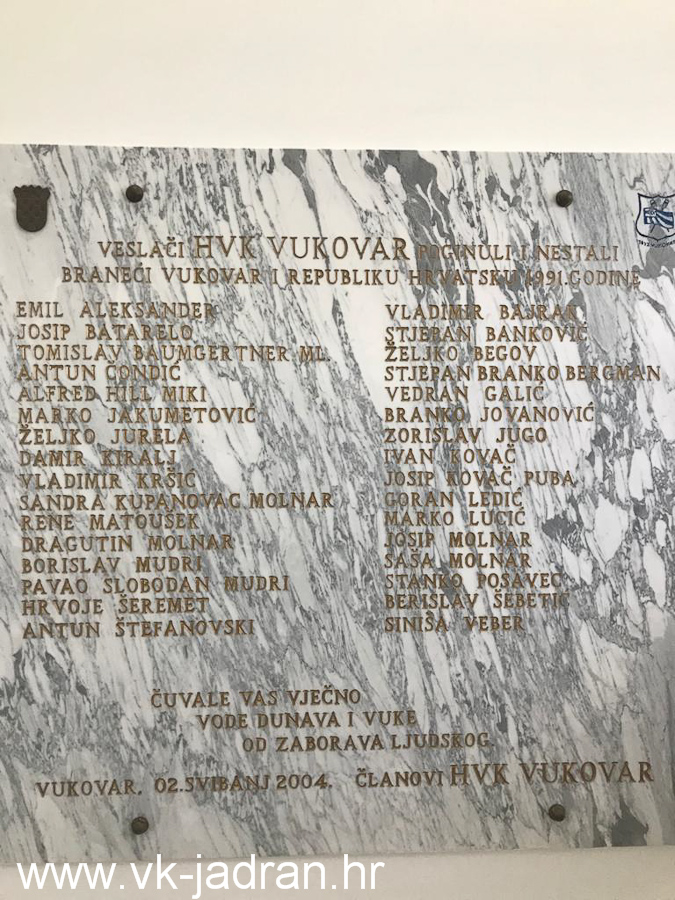 VESLAČI HVK VUKOVAR POGINULI I NESTALI
BRANEĆI VUKOVAR I REPUBLIKU HRVATSKU 1991. GODINE
EMIL ALEKSANDER
JOSIP BATARELO
TOMISLAV BAUMGERTNER ML.
ANTUN ČONDIĆ
ALFRED HILL MIKI
MARKO JAKUMETOVIĆ
ŽELJKO JURELA
DAMIR KIRALJ
VLADIMIR KRŠIĆ
SANDRA KUPANOVAC MOLNAR
RENE MATOUŠEK
DRAGUTIN MOLNAR
BORISLAV MUDRI
PAVAO SLOBODAN MUDRI
HRVOJE ŠEREMET
ANTUN ŠTEFANOVSKI
VLADIMIR BAJRAK
STJEPAN BANKOVIĆ
ŽELJKO BEGOV
STJEPAN BRANKO BERGMAN
VEDRAN GALIĆ
BRANKO JOVANOVIĆ
ZORISLAV JUGO
IVAN KOVAČ
JOSIP KOVAČ PUBA
GORAN LEDIĆ
MARKO LUCIĆ
JOSIP MOLNAR
SAŠA MOLNAR
STANKO POSAVEC
BERISLAV ŠEBETIĆ
SINIŠA VEBER
ČUVALE VAS VJEČNO
VODE DUNAVA I VUKE
OD ZABORAVA LJUDSKOG.
VUKOVAR, 02. SVIBANJ 2004. ČLANOVI HVK VUKOVAR
www.vk-jadran.hr